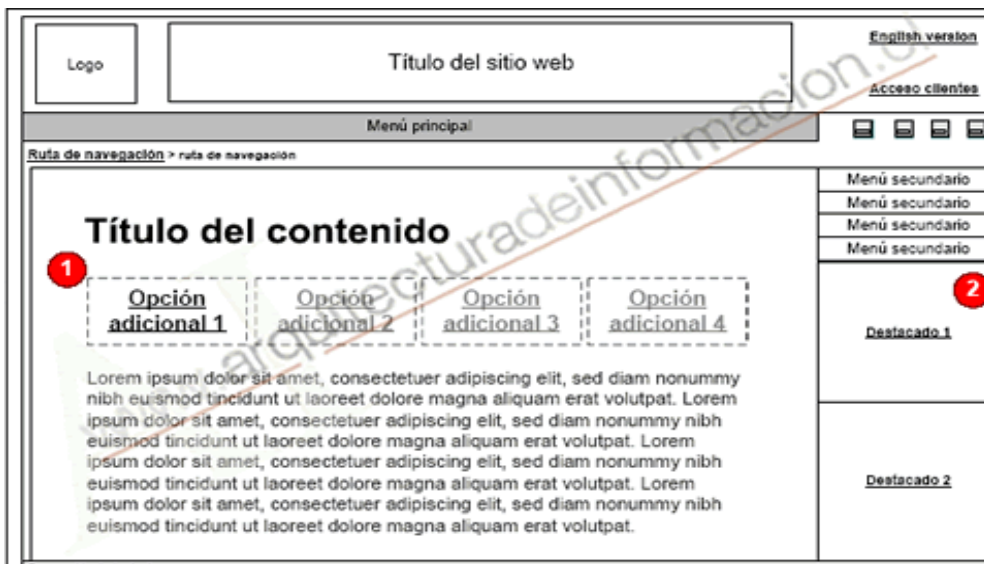 Logo
Título del sitio web
English version
Acceso clientes
Menú principal
Ruta de navegación > ruta de navegación
Menú secundario
Menú secundario
Menú secundario
Menú secundario
Título del contenido
1
Opción adicional 1
Opción adicional 2
Opción adicional 3
Opción adicional 4
Lorem ipsum dolor sit amet, consectetuer adipiscing elit, sed diam nonummy
nibh euismod tincidunt ut laoreet dolore magna aliquam erat volutpat. Lorem
ipsum dolor sit amet, consectetuer adipiscing elit, sed diam nonummy nibh
euismod tincidunt ut laoreet dolore magna aliquam erat volutpat. Lorem
ipsum dolor sit amet, consectetuer adipiscing elit, sed diam nonummy nibh
euismod tincidunt ut laoreet dolore magna aliquam erat volutpat. Lorem
ipsum dolor sit amet, consectetuer adipiscing elit, sed diam nonummy nibh
euismod tincidunt ut laoreet dolore magna aliquam erat volutpat.
2
Destacado 1
Destacado 2
www.arquitecturadeinformacion.cl